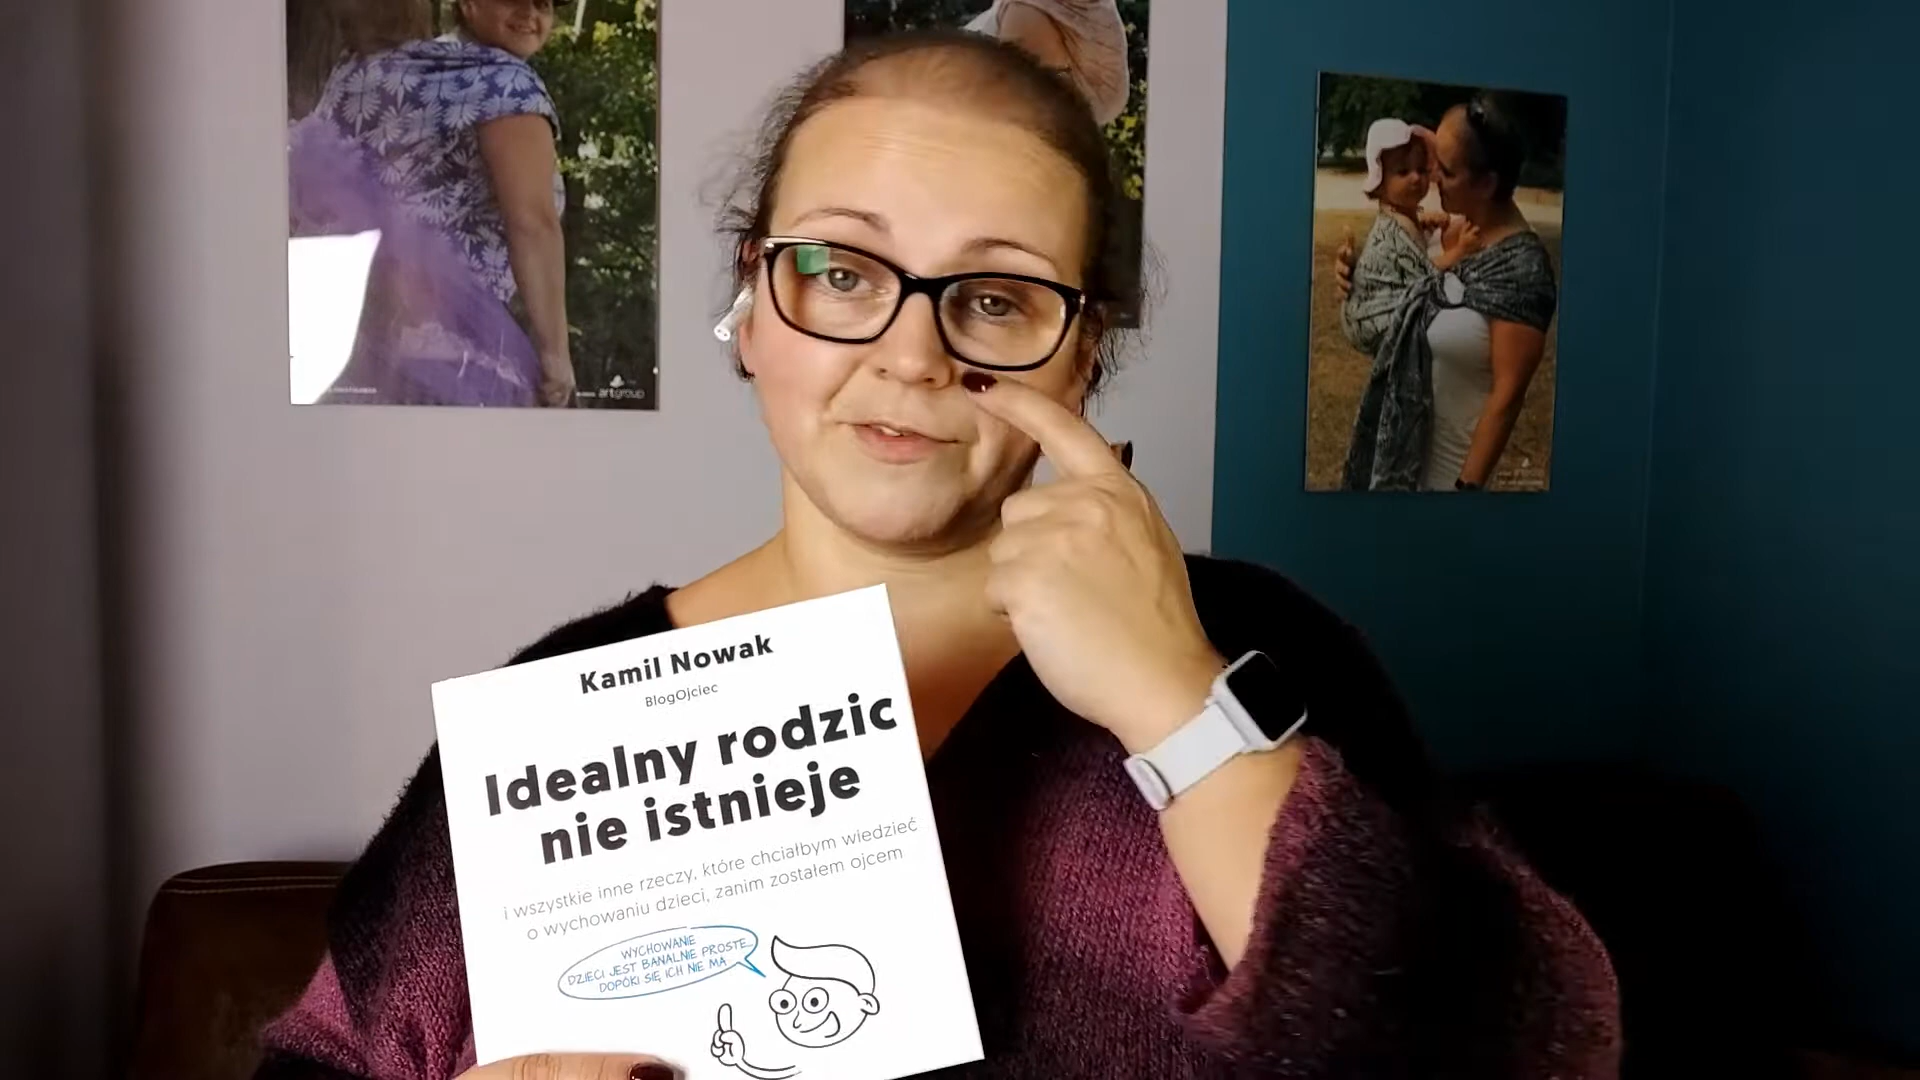 Kamil Nowak
BlogOjciec
Idealny rodzic
nie istnieje
i wszystkie inne rzeczy, które chciałbym wiedzieć
o wychowaniu dzieci, zanim zostałem ojcem
WYCHOWANIE
DZIECI JEST BANALNIE PROSTE...
DOPÓKI SIĘ ICH NIE MA
artgroup